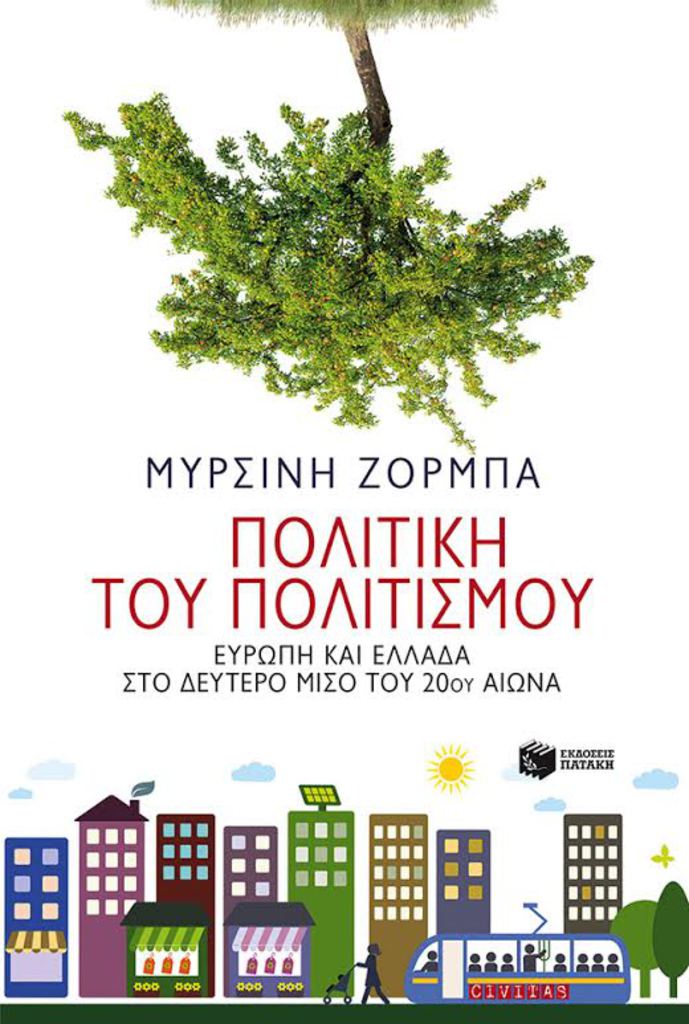 ΜΥΡΣΙΝΗ ΖΟΡΜΠΑ
ΠΟΛΙΤΙΚΗ
ΤΟΥ ΠΟΛΙΤΙΣΜΟΥ
ΕΥΡΩΠΗ ΚΑΙ ΕΛΛΑΔΑ
ΣΤΟ ΔΕΥΤΕΡΟ ΜΙΣΟ ΤΟΥ 20ΟΥ ΑΙΩΝΑ
ΕΚΔΟΣΕΙΣ
ΠΑΤΑΚΗ
CIVITAS